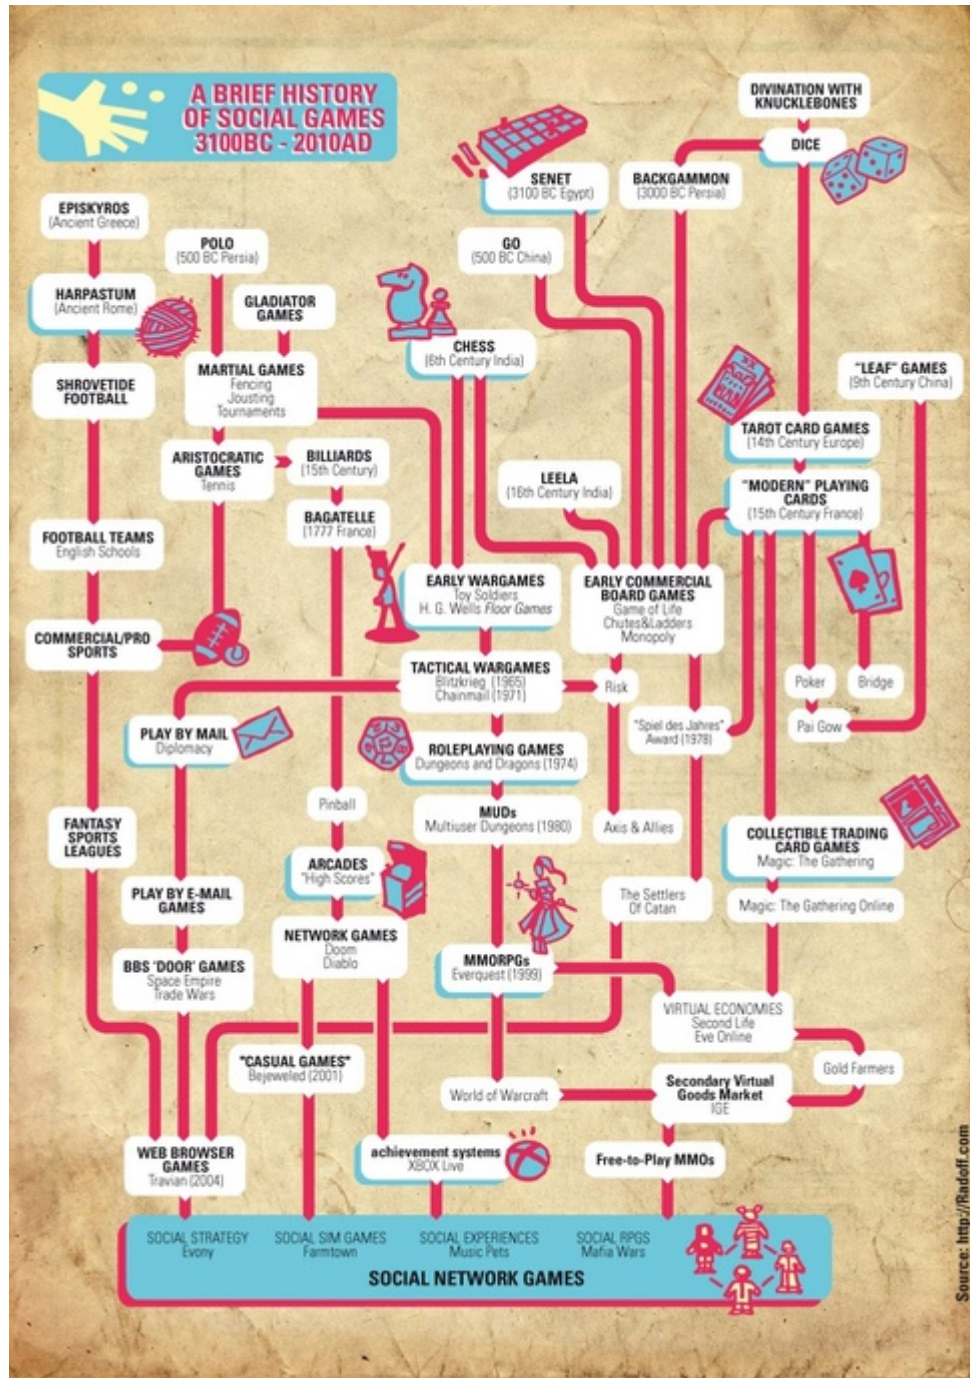 A BRIEF HISTORY
OF SOCIAL GAMES
3100BC - 2010AD
DIVINATION WITH
KNUCKLEBONES
DICE
SENET
(3100 BC Egypt)
BACKGAMMON
(3000 BC Persia)
EPISKYROS
(Ancient Greece)
POLO
(500 BC Persia)
GO
(500 BC China)
HARPASTUM
(Ancient Rome)
GLADIATOR
GAMES
CHESS
(6th Century India)
SHROVETIDE
FOOTBALL
MARTIAL GAMES
Fencing
Jousting
Tournaments
"LEAF" GAMES
(9th Century China)
TAROT CARD GAMES
(14th Century Europe)
ARISTOCRATIC
GAMES
Tennis
BILLIARDS
(15th Century)
LEELA
(16th Century India)
"MODERN" PLAYING
CARDS
(15th Century France)
BAGATELLE
(1777 France)
FOOTBALL TEAMS
English Schools
EARLY WARGAMES
Toy Soldiers
H. G. Wells Floor Games
EARLY COMMERCIAL
BOARD GAMES
Game of Life
Chutes&Ladders
Monopoly
COMMERCIAL/PRO
SPORTS
TACTICAL WARGAMES
Blitzkrieg (1965)
Chainmail (1971)
Risk
Poker
Bridge
PLAY BY MAIL
Diplomacy
"Spiel des Jahres"
Award (1978)
Pai Gow
ROLEPLAYING GAMES
Dungeons and Dragons (1974)
Pinball
MUDs
Multiuser Dungeons (1980)
Axis & Allies
FANTASY
SPORTS
LEAGUES
COLLECTIBLE TRADING
CARD GAMES
Magic: The Gathering
ARCADES
"High Scores"
PLAY BY E-MAIL
GAMES
The Settlers
Of Catan
Magic: The Gathering Online
NETWORK GAMES
Doom
Diablo
BBS 'DOOR' GAMES
Space Empire
Trade Wars
MMORPGs
Everquest (1999)
VIRTUAL ECONOMIES
Second Life
Eve Online
"CASUAL GAMES"
Bejeweled (2001)
Gold Farmers
World of Warcraft
Secondary Virtual
Goods Market
IGE
WEB BROWSER
GAMES
Travian (2004)
achievement systems
XBOX Live
Free-to-Play MMOs
SOCIAL STRATEGY
Evony
SOCIAL SIM GAMES
Farmtown
SOCIAL EXPERIENCES
Music Pets
SOCIAL RPGS
Mafia Wars
SOCIAL NETWORK GAMES
Source: http://Radoff.com